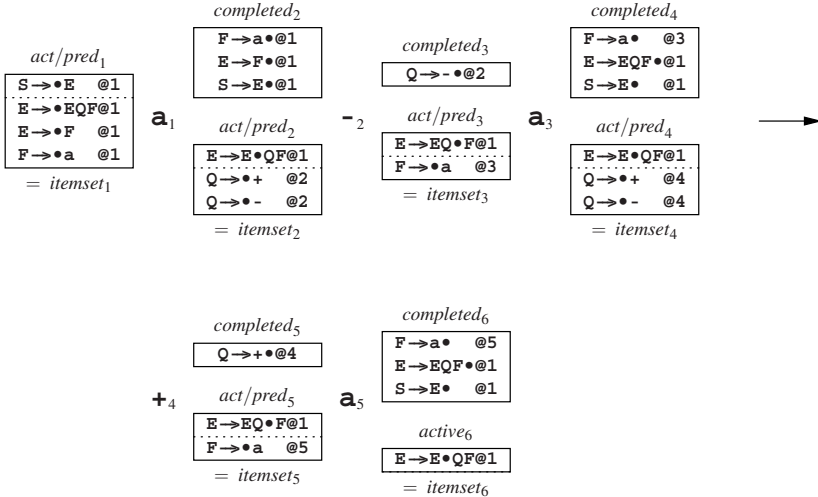 act/pred1
S→•E @1
E→•EQF@1
E→•F @1
F→•a @1
= itemset1
a1
completed2
F→a•@1
E→F•@1
S→E•@1
act/pred2
E→E•QF@1
Q→•+ @2
Q→•- @2
= itemset2
-2
completed3
Q→-•@2
act/pred3
E→EQ•F@1
F→•a @3
= itemset3
a3
completed4
F→a• @3
E→EQF•@1
S→E• @1
act/pred4
E→E•QF@1
Q→•+ @4
Q→•- @4
= itemset4
+4
completed5
Q→+•@4
act/pred5
E→EQ•F@1
F→•a @5
= itemset5
a5
completed6
F→a• @5
E→EQF•@1
S→E• @1
active6
E→E•QF@1
= itemset6